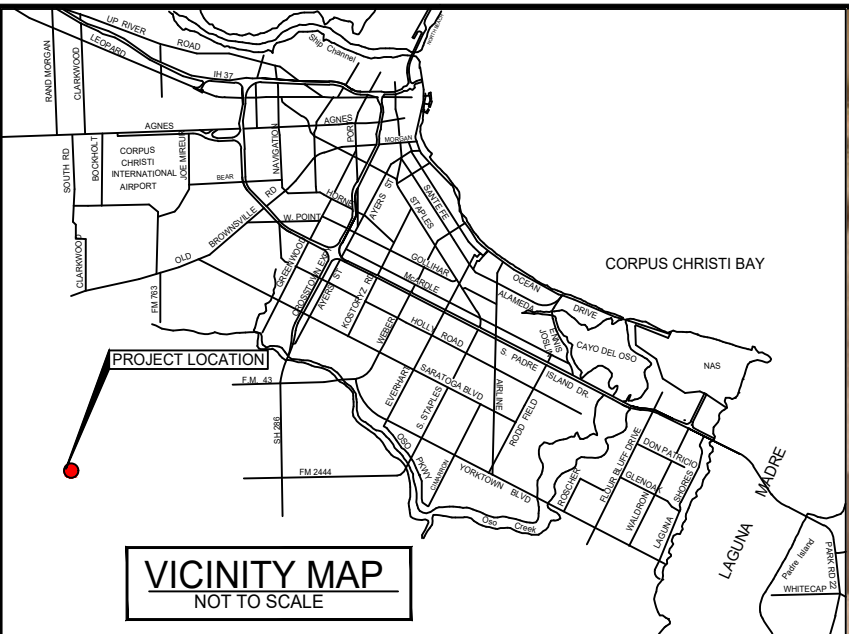 UP RIVER
ROAD
LEOPARD
RAND MORGAN
CLARKWOOD
IH 37
Ship Channel
NORTH BEACH
AGNES
AGNES
PORT
MORGAN
NAVIGATION
SOUTH RD
BOCKHOLT
CORPUS
CHRISTI
INTERNATIONAL
AIRPORT
JOE MIREUR
BEAR
HORNE
AYERS ST
STAPLES
SANTE FE
CLARKWOOD
OLD
BROWNSVILLE
RD
W. POINT
FM 763
GREENWOOD
CROSSTOWN EXP.
AYERS ST
KOSTORYZ RD
GOLLIHAR
McARDLE
WEBER
HOLLY ROAD
OCEAN
DRIVE
ALAMEDA
ENNIS
JOSLIN
CORPUS CHRISTI BAY
CAYO DEL OSO
NAS
PROJECT LOCATION
F.M. 43
SH 286
FM 2444
EVERHART
S. STAPLES
SARATOGA BLVD
S. PADRE
ISLAND DR.
AIRLINE
RODD FIELD
OSO
PKWY
CIMARRON
YORKTOWN
BLVD
Oso
Creek
ROSCHER
FLOUR BLUFF DRIVE
DON PATRICIO
GLENOAK
WALDRON
LAGUNA
SHORES
LAGUNA
MADRE
Padre Island
PARK RD 22
WHITECAP
VICINITY MAP
NOT TO SCALE